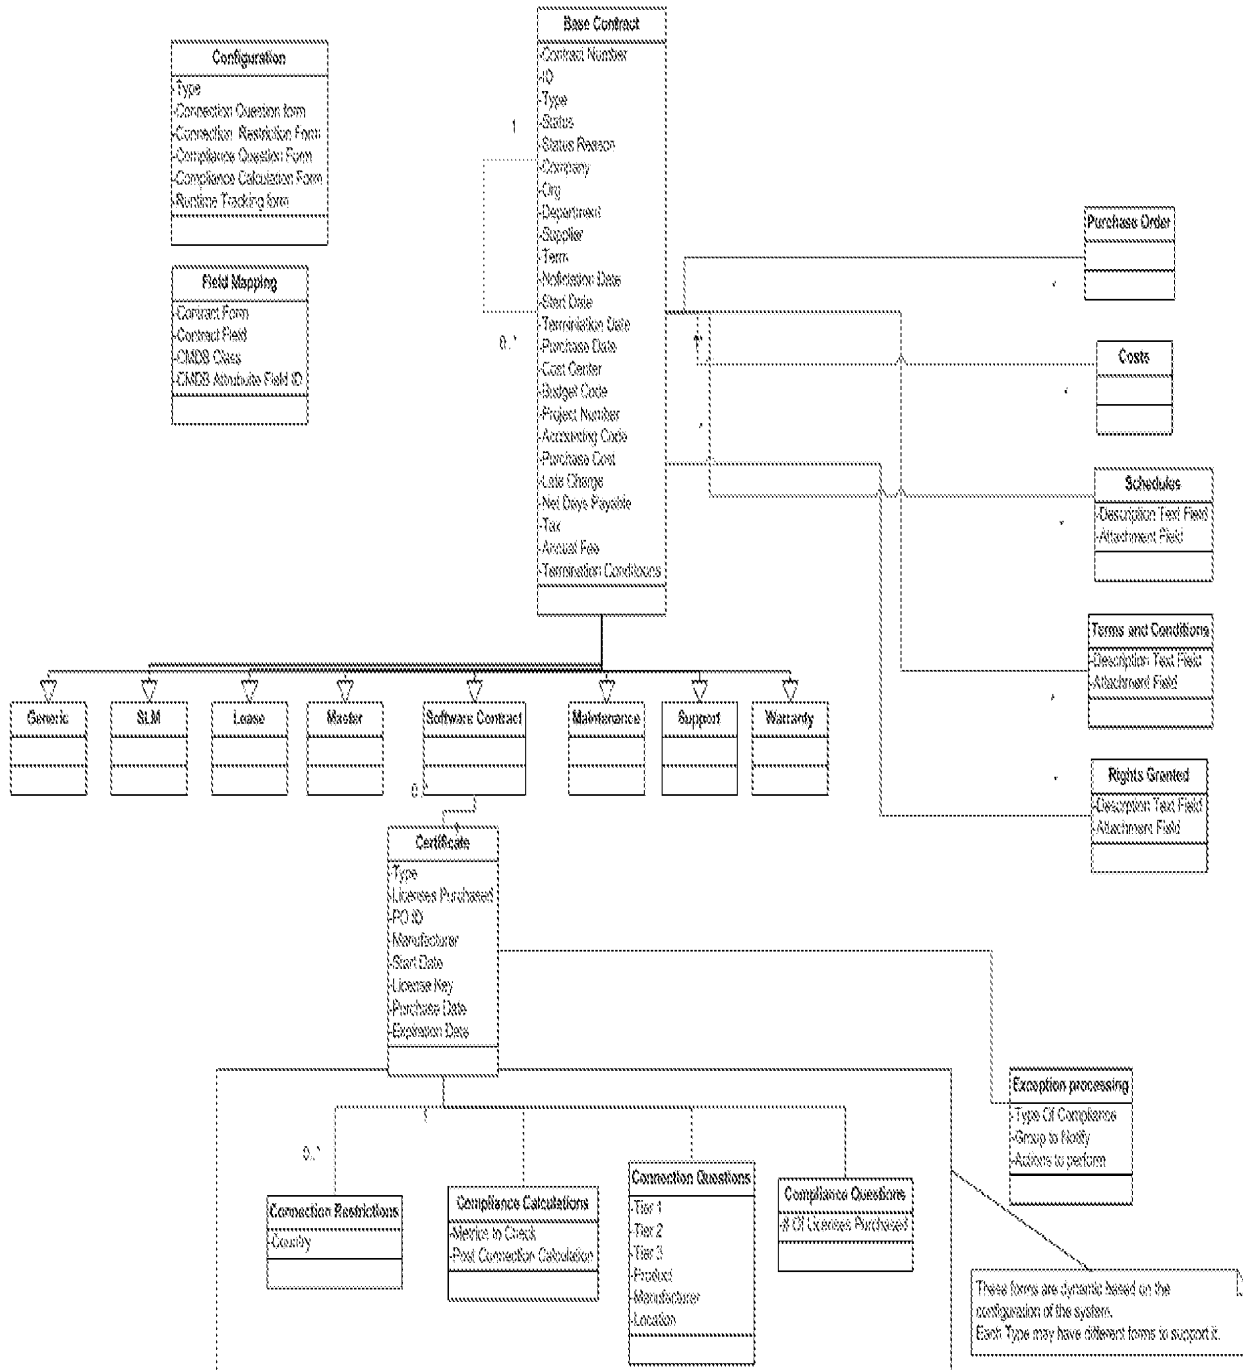 Base Contract
-Contract Number
-ID
-Type
-Status
-Status Reason
-Company
-Org
-Department
-Supplier
-Term
-Notification Date
-Start Date
-Termination Date
-Purchase Date
-Cost Center
-Budget Code
-Project Number
-Accounting Code
-Purchase Cost
-Late Charge
-Net Days Payable
-Tax
-Annual Fee
-Termination Conditions
Configuration
-Type
-Connection Question form
-Connection Restriction Form
-Compliance Question Form
-Compliance Calculation Form
-Runtime Tracking form
Field Mapping
-Contract Form
-Contract Field
-CMDB Class
-CMDB Attrubuite Field ID
1
0..*
Purchase Order
*
Costs
*
*
Schedules
-Description Text Field
-Attachment Field
*
Terms and Conditions
-Description Text Field
-Attachment Field
*
Rights Granted
-Description Text Field
-Attachment Field
*
Generic
SLM
Lease
Master
Software Contract
Maintenance
Support
Warranty
0..*
Certificate
-Type
-Licenses Purchased
-PO ID
-Manufacturer
-Start Date
-License Key
-Purchase Date
-Expiration Date
0..*
Connection Restrictions
-Country
Compliance Calculations
-Metrics to Check
-Post Connection Calculation
Connection Questions
-Tier 1
-Tier 2
-Tier 3
-Product
-Manufacturer
-Location
Compliance Questions
-# Of Licenses Purchased
Exception processing
-Type Of Compliance
-Group to Notify
-Actions to perform
These forms are dynamic based on the
configuration of the system.
Each Type may have different forms to support it.